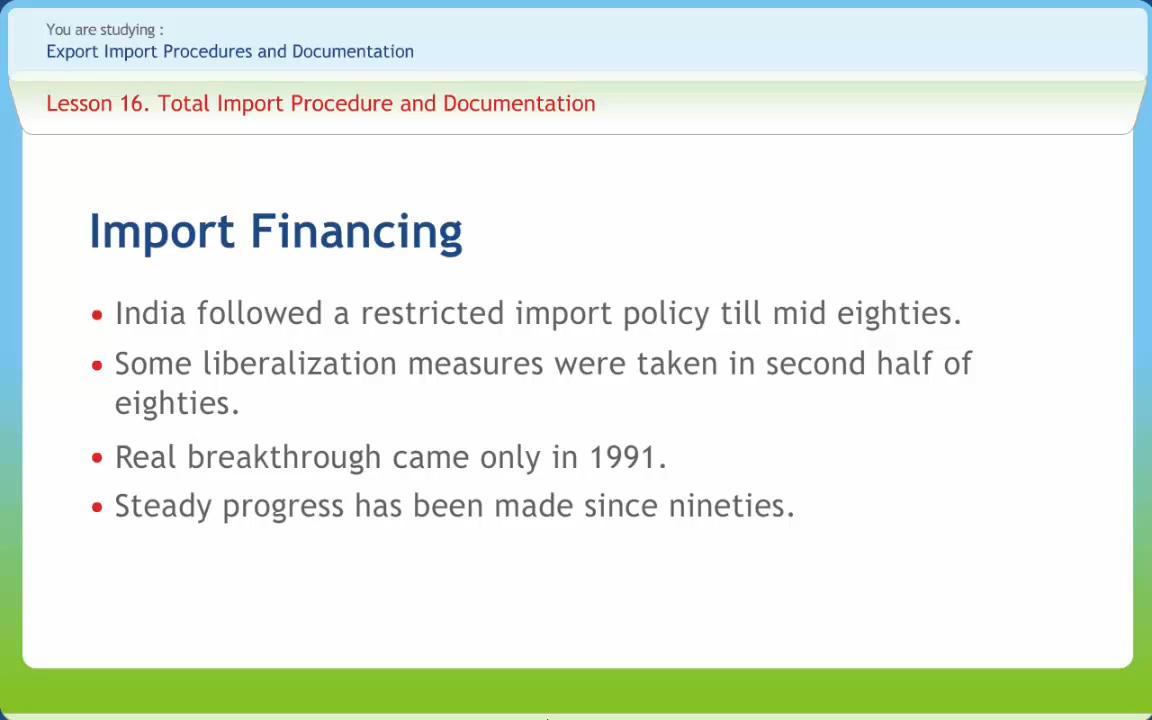 You are studying :
Export Import Procedures and Documentation
Lesson 16. Total Import Procedure and Documentation
Import Financing
• India followed a restricted import policy till mid eighties.
• Some liberalization measures were taken in second half of
eighties.
• Real breakthrough came only in 1991.
• Steady progress has been made since nineties.